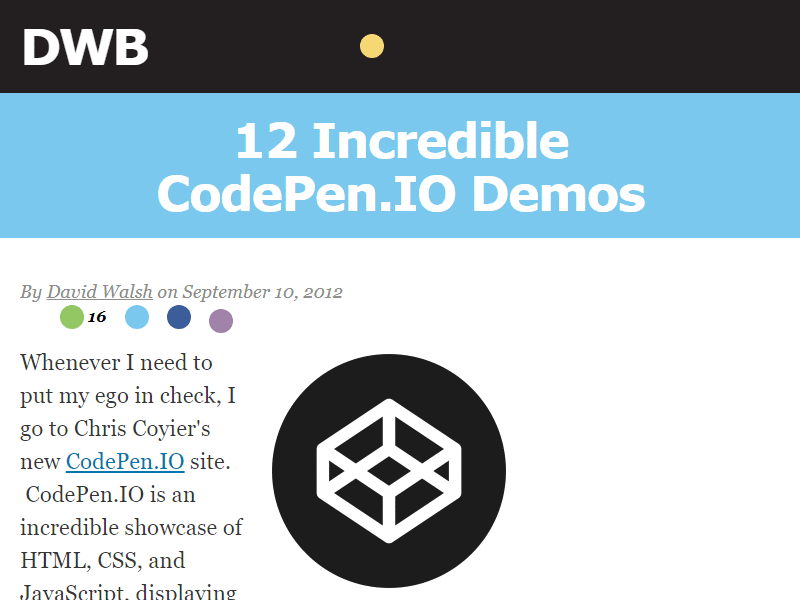 DWB
12 Incredible
CodePen.IO Demos
By David Walsh on September 10, 2012
16
Whenever I need to
put my ego in check, I
go to Chris Coyier's
new CodePen.IO site.
CodePen.IO is an
incredible showcase of
HTML, CSS, and
JavaScript, displaying